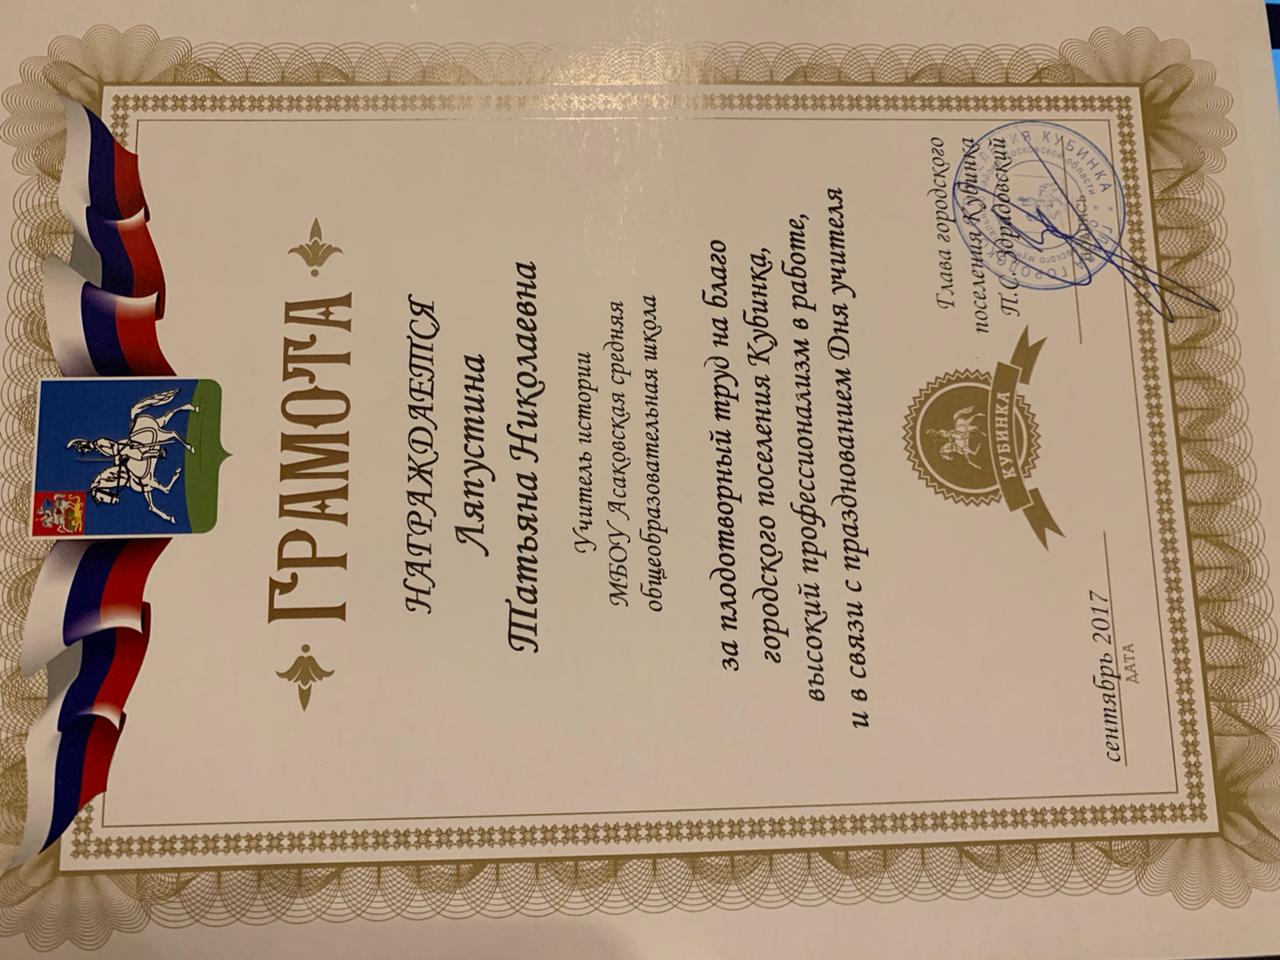 ГРАМОТА
НАГРАЖДАЕТСЯ
Ляпустина
Татьяна Николаевна
Учитель истории
МБОУ Асаковская средняя
общеобразовательная школа
за плодотворный труд на благо
городского поселения Кубинка,
высокий профессионализм в работе,
и в связи с празднованием Дня учителя
Глава городского
поселения Кубинка
П.С. Здрадовский
КУБИНКА
сентябрь 2017
ДАТА